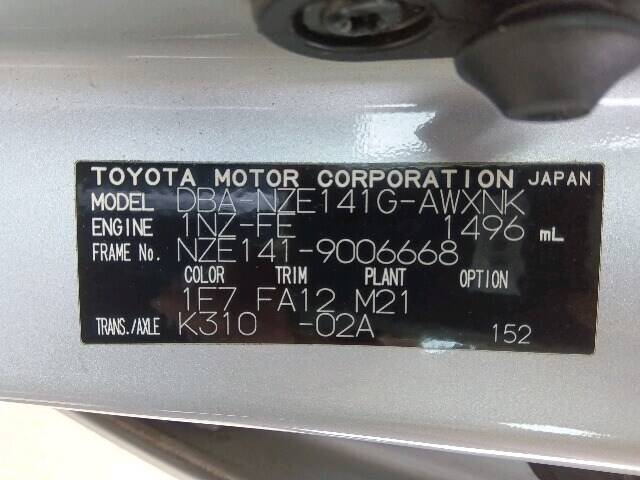 TOYOTA MOTOR CORPORATION JAPAN
MODEL DBA-NZE141G-AWXNK
ENGINE 1NZ-FE 1496 mL
FRAME No. NZE141-9006668
COLOR TRIM PLANT OPTION
1E7 FA12 M21
TRANS./AXLE K310 -02A 152